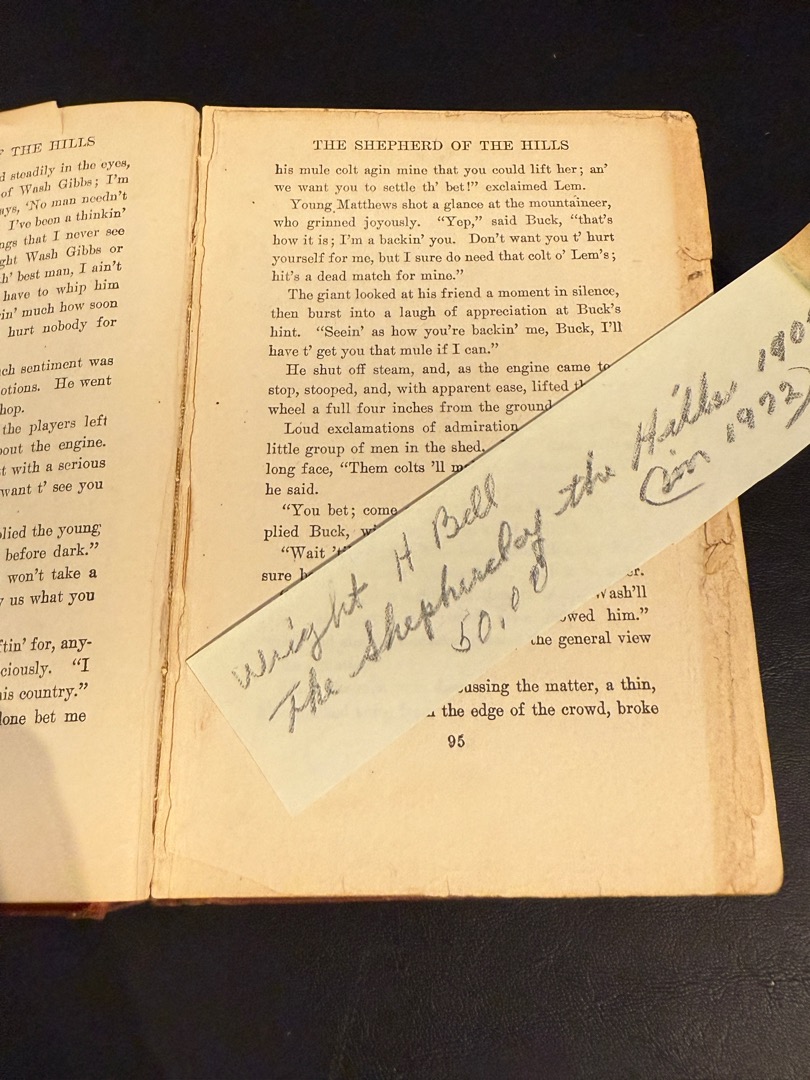 F THE HILLS
d steadily in the eyes,
of Wash Gibbs; I'm
ays, 'No man needn't
I've been a thinkin'
ngs that I never see
ght Wash Gibbs or
h' best man, I ain't
have to whip him
in' much how soon
hurt nobody for
ch sentiment was
otions. He went
hop.
the players left
bout the engine.
t with a serious
want t' see you
plied the young
before dark."
won't take a
y us what you
ftin' for, any-
ciously. "I
is country."
lone bet me
THE SHEPHERD OF THE HILLS
his mule colt agin mine that you could lift her; an'
we want you to settle th' bet!" exclaimed Lem.
Young Matthews shot a glance at the mountaineer,
who grinned joyously. "Yep," said Buck, "that's
how it is; I'm a backin' you. Don't want you t' hurt
yourself for me, but I sure do need that colt o' Lem's;
hit's a dead match for mine."
The giant looked at his friend a moment in silence,
then burst into a laugh of appreciation at Buck's
hint. "Seein' as how you're backin' me, Buck, I'll
have t' get you that mule if I can."
He shut off steam, and, as the engine came to
stop, stooped, and, with apparent ease, lifted th
wheel a full four inches from the ground
Loud exclamations of admiration
little group of men in the shed.
long face, "Them colts 'll m
he said.
"You bet; come
plied Buck, wi
"Wait 't
sure h
er.
Wash'll
owed him."
the general view
cussing the matter, a thin,
the edge of the crowd, broke
95
Wright H Bell
The Shepherd of the Hills 190
50.00
Cir 1922)